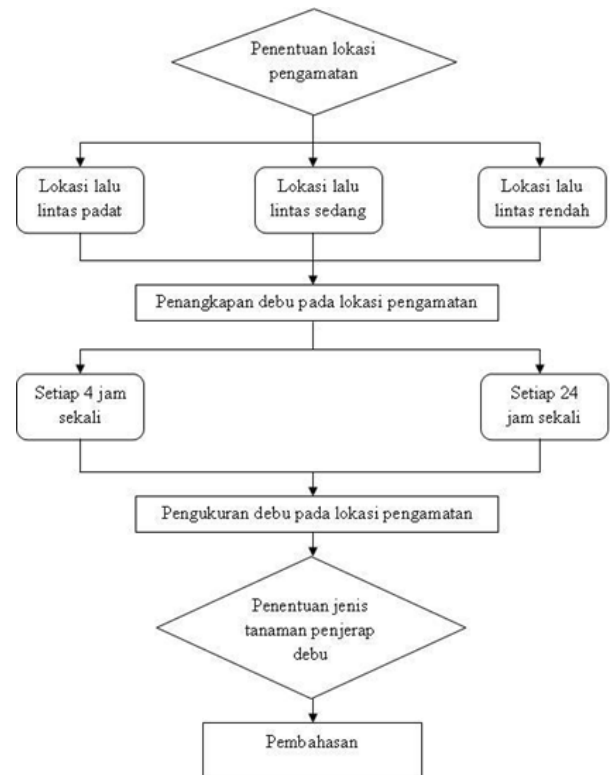 Penentuan lokasi
pengamatan
Lokasi lalu
lintas padat
Lokasi lalu
lintas sedang
Lokasi lalu
lintas rendah
Penangkapan debu pada lokasi pengamatan
Setiap 4 jam
sekali
Setiap 24
jam sekali
Pengukuran debu pada lokasi pengamatan
Penentuan jenis
tanaman penjerap
debu
Pembahasan